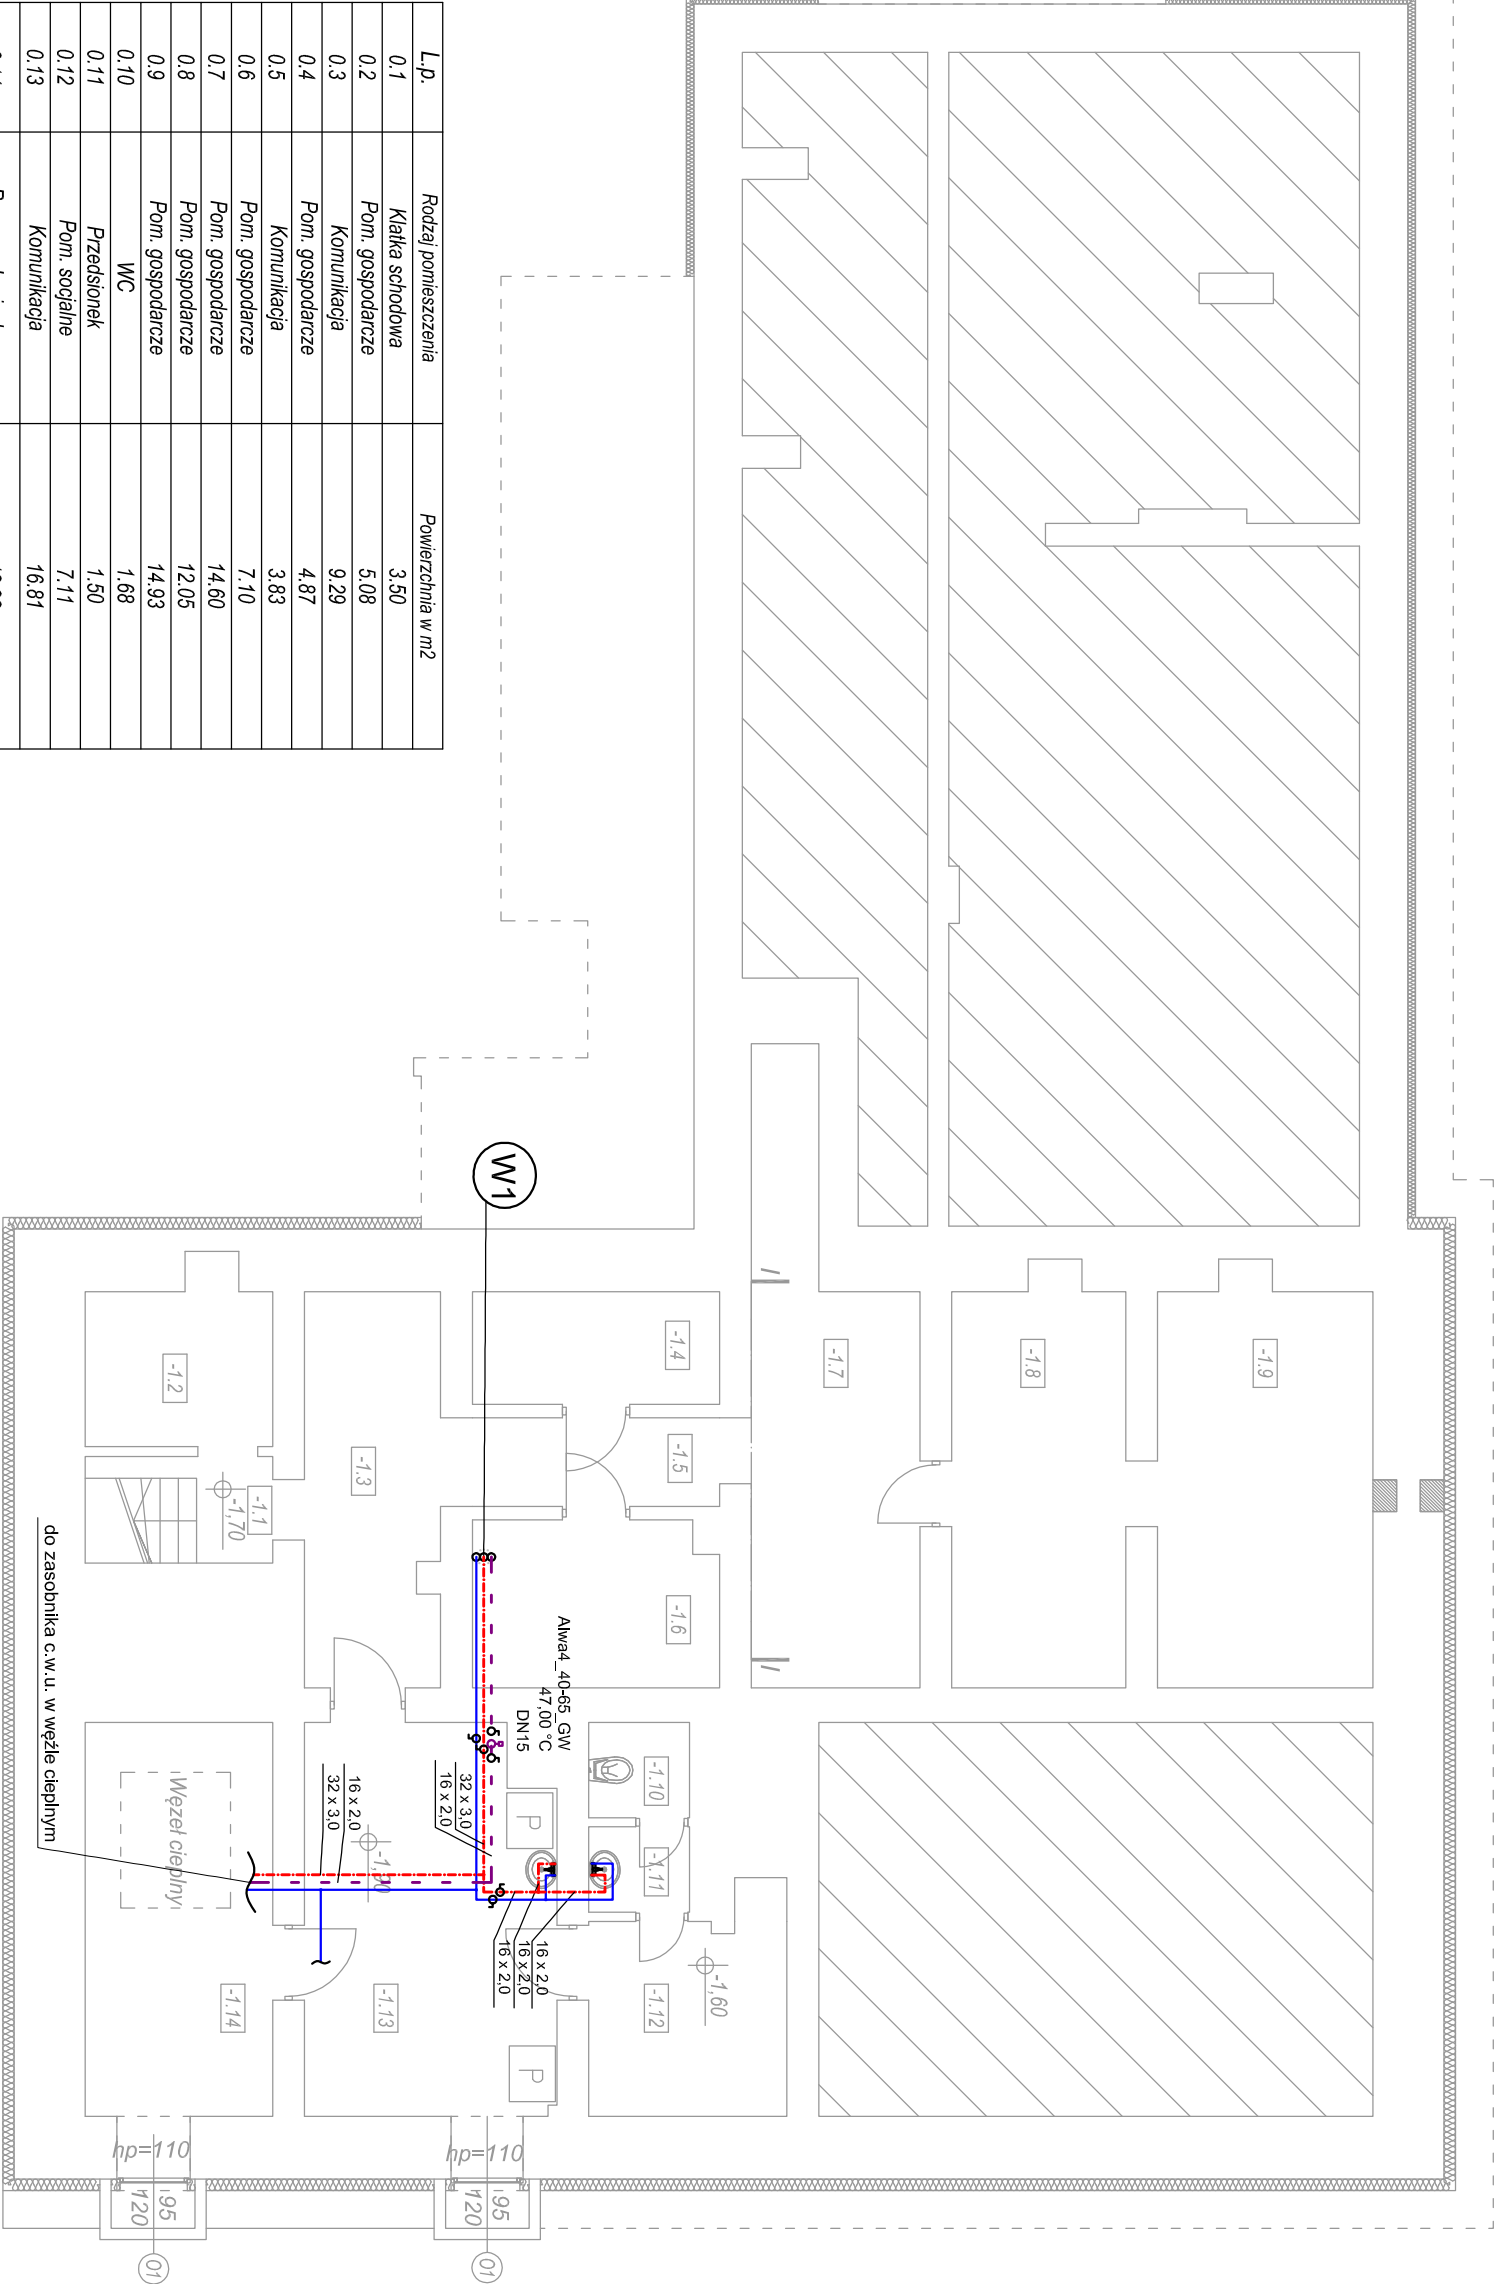 L.p. Rodzaj pomieszczenia Powierzchnia w m2
0.1 Klatka schodowa 3.50
0.2 Pom. gospodarcze 5.08
0.3 Komunikacja 9.29
0.4 Pom. gospodarcze 4.87
0.5 Komunikacja 3.83
0.6 Pom. gospodarcze 7.10
0.7 Pom. gospodarcze 14.60
0.8 Pom. gospodarcze 12.05
0.9 Pom. gospodarcze 14.93
0.10 WC 1.68
0.11 Przedsionek 1.50
0.12 Pom. socjalne 7.11
0.13 Komunikacja 16.81
W1
-1.9
-1.8
-1.7
-1.4
-1.5
-1.6
-1.3
-1.2
-1.1
-1,70
Alwa4_40-65_GW
47,00 °C
DN15
-1.10
-1.11
-1.12
-1,60
P
P
32 x 3,0
16 x 2,0
16 x 2,0
32 x 3,0
16 x 2,0
16 x 2,0
16 x 2,0
-1.13
-1.14
Węzeł cieplny
do zasobnika c.w.u. w węźle cieplnym
hp=110
95
120
01
hp=110
95
120
01